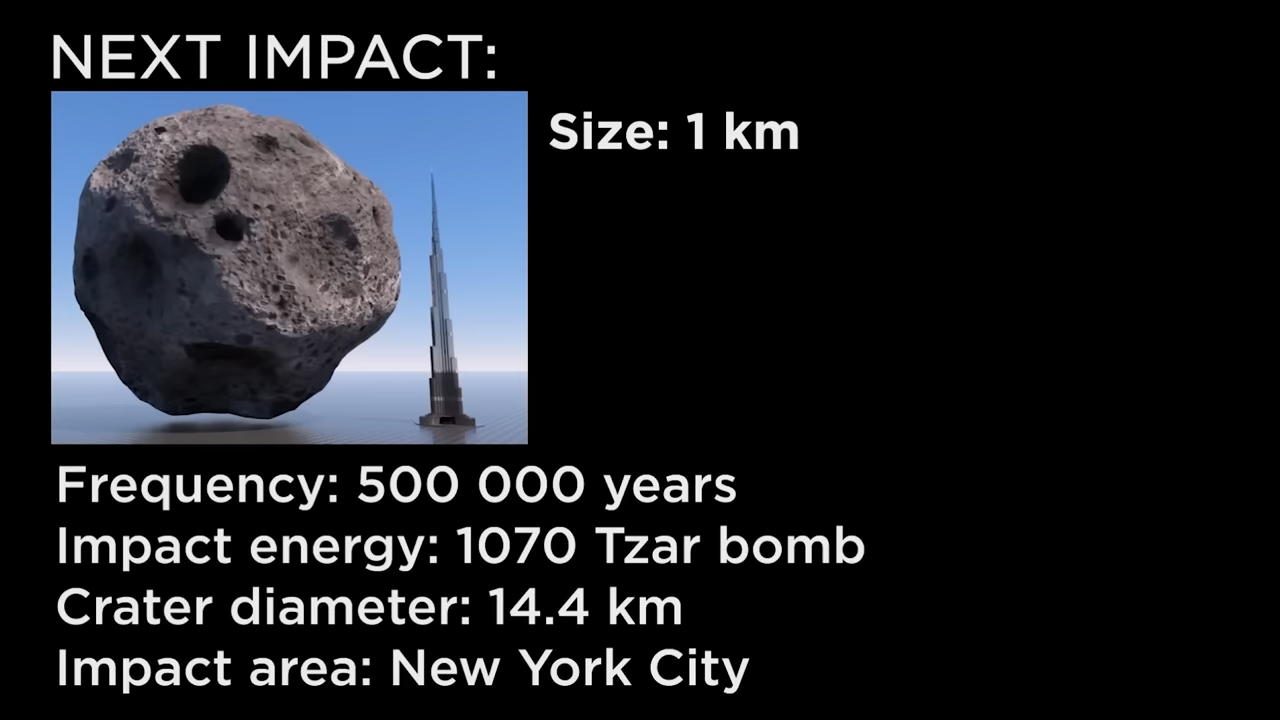 NEXT IMPACT:
Size: 1 km
Frequency: 500 000 years
Impact energy: 1070 Tzar bomb
Crater diameter: 14.4 km
Impact area: New York City